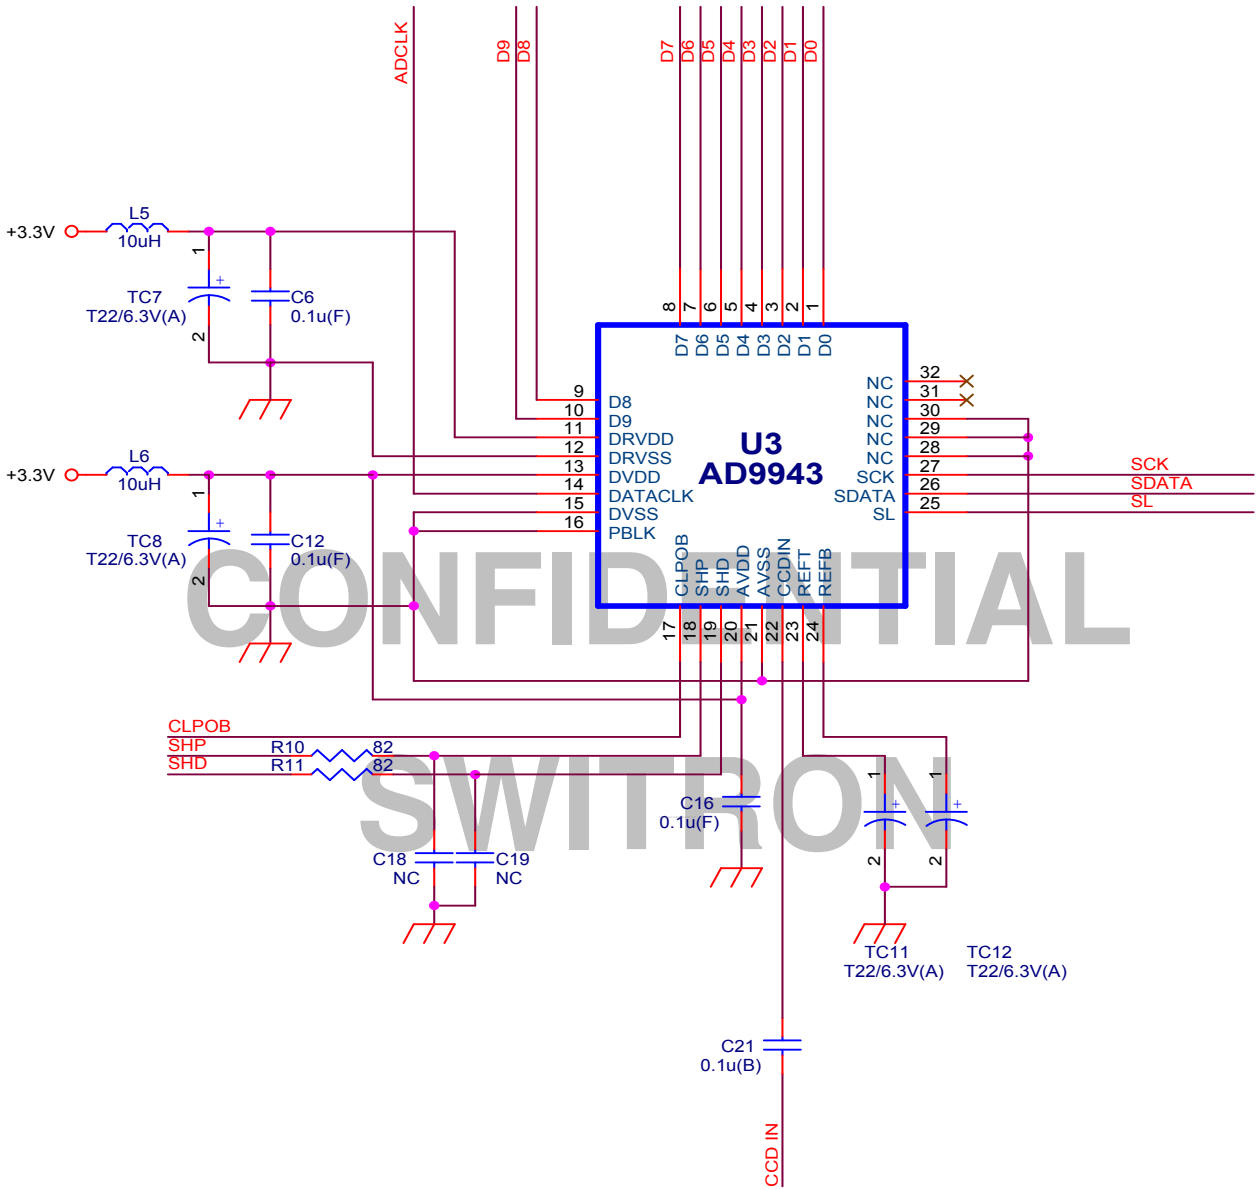 ADCLK
D9
D8
D7
D6
D5
D4
D3
D2
D1
D0
+3.3V
L5
10uH
1
+
TC7
T22/6.3V(A)
2
C6
0.1u(F)
8
7
6
5
4
3
2
1
D7
D6
D5
D4
D3
D2
D1
D0
9
10
11
12
13
14
15
16
D8
D9
DRVDD
DRVSS
DVDD
DATACLK
DVSS
PBLK
U3
AD9943
NC
NC
NC
NC
NC
SCK
SDATA
SL
32
31
30
29
28
27
26
25
SCK
SDATA
SL
+3.3V
L6
10uH
1
+
TC8
T22/6.3V(A)
2
C12
0.1u(F)
CLPOB
SHP
SHD
AVDD
AVSS
CCDIN
REFT
REFB
17
18
19
20
21
22
23
24
CONFIDENTIAL
SWITRON
CLPOB
SHP
SHD
R10
82
R11
82
C18
NC
C19
NC
C16
0.1u(F)
1
+
2
1
+
2
TC11
T22/6.3V(A)
TC12
T22/6.3V(A)
C21
0.1u(B)
CCD IN